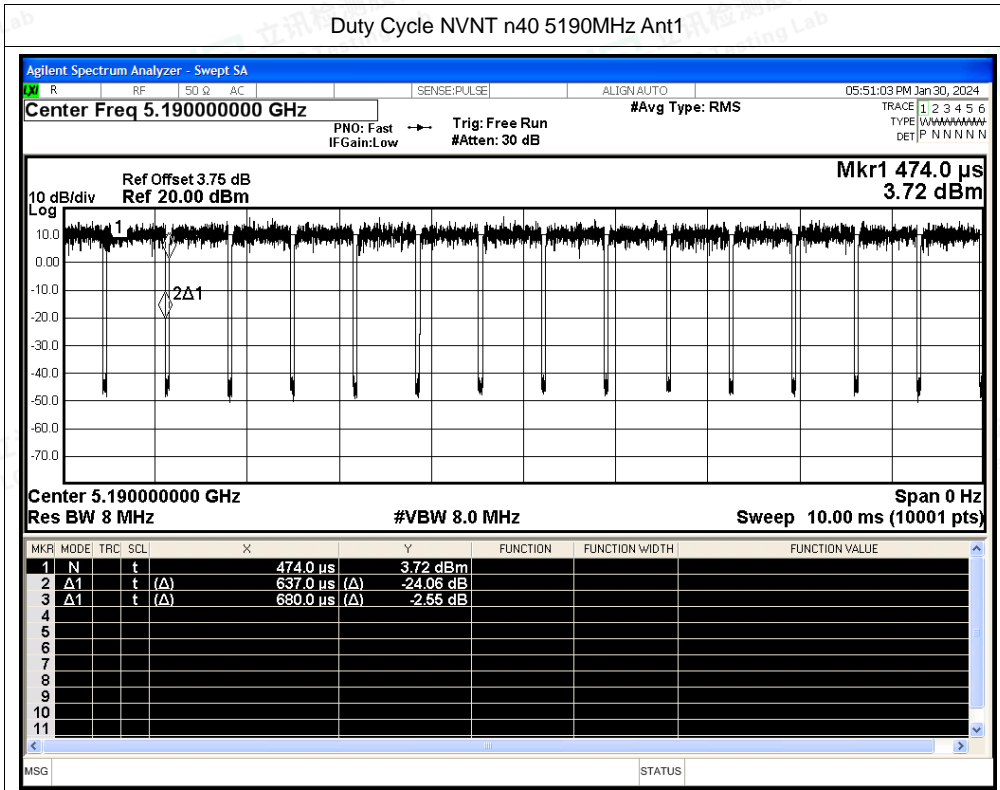 Duty Cycle NVNT n40 5190MHz Ant1
Agilent Spectrum Analyzer - Swept SA
LXI R RF 50 Ω AC SENSE:PULSE ALIGN AUTO 05:51:03 PM Jan 30, 2024
Center Freq 5.190000000 GHz
PNO: Fast
IFGain:Low
Trig: Free Run
#Atten: 30 dB
#Avg Type: RMS
TRACE 1 2 3 4 5 6
TYPE WWWWWW
DET P N N N N N
Mkr1 474.0 µs
3.72 dBm
Ref Offset 3.75 dB
10 dB/div Ref 20.00 dBm
Log
10.0
0.00
-10.0
-20.0
-30.0
-40.0
-50.0
-60.0
-70.0
1
2Δ1
Center 5.190000000 GHz Span 0 Hz
Res BW 8 MHz #VBW 8.0 MHz Sweep 10.00 ms (10001 pts)
MKR MODE TRC SCL X Y FUNCTION FUNCTION WIDTH FUNCTION VALUE
1 N t 474.0 µs 3.72 dBm
2 Δ1 t (Δ) 637.0 µs (Δ) -24.06 dB
3 Δ1 t (Δ) 680.0 µs (Δ) -2.55 dB
4
5
6
7
8
9
10
11
MSG STATUS